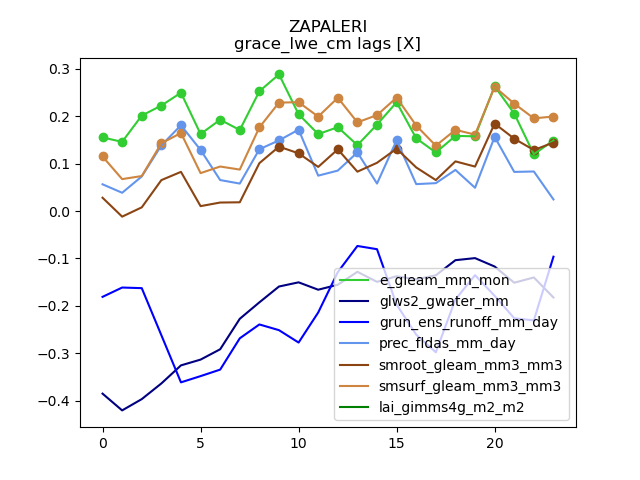 ZAPALERI
grace_lwe_cm lags [X]
0.3
0.2
0.1
0.0
−0.1
−0.2
−0.3
−0.4
0
5
10
15
20
e_gleam_mm_mon
glws2_gwater_mm
grun_ens_runoff_mm_day
prec_fldas_mm_day
smroot_gleam_mm3_mm3
smsurf_gleam_mm3_mm3
lai_gimms4g_m2_m2